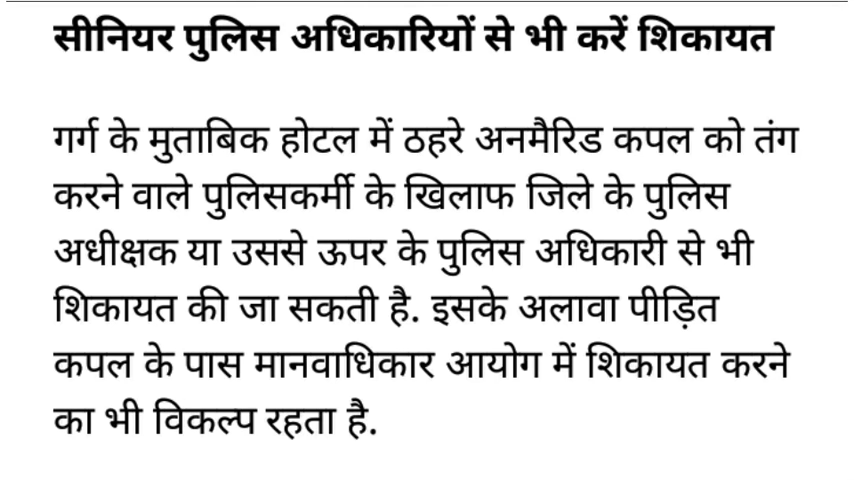 सीनियर पुलिस अधिकारियों से भी करें शिकायत
गर्ग के मुताबिक होटल में ठहरे अनमैरिड कपल को तंग
करने वाले पुलिसकर्मी के खिलाफ जिले के पुलिस
अधीक्षक या उससे ऊपर के पुलिस अधिकारी से भी
शिकायत की जा सकती है. इसके अलावा पीड़ित
कपल के पास मानवाधिकार आयोग में शिकायत करने
का भी विकल्प रहता है.